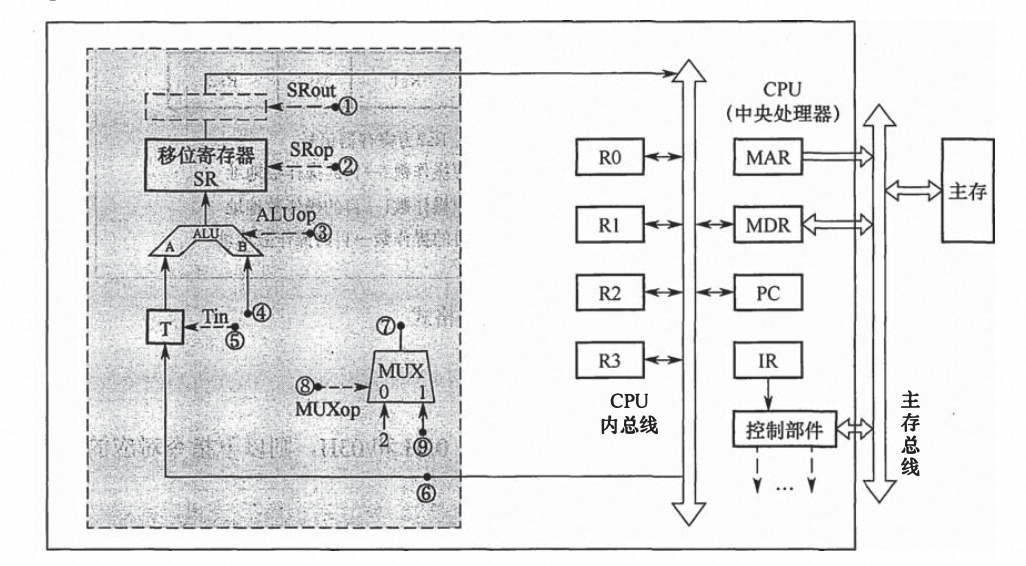 SRout
①
移位寄存器
SR
SRop
②
ALUop
③
A
ALU
B
④
T
Tin
⑤
⑦
MUX
0 1
⑧
MUXop
2
⑨
⑥
R0
R1
R2
R3
CPU
内总线
CPU
(中央处理器)
MAR
MDR
PC
IR
控制部件
…
主存
主存总线